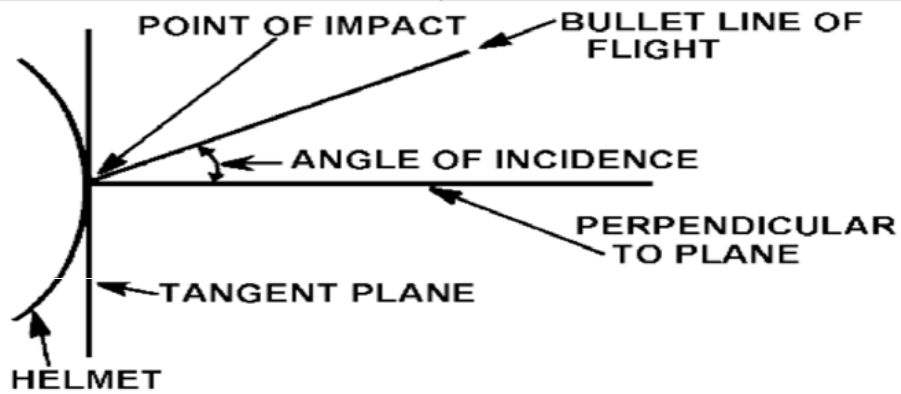 POINT OF IMPACT
BULLET LINE OF
FLIGHT
ANGLE OF INCIDENCE
PERPENDICULAR
TO PLANE
TANGENT PLANE
HELMET